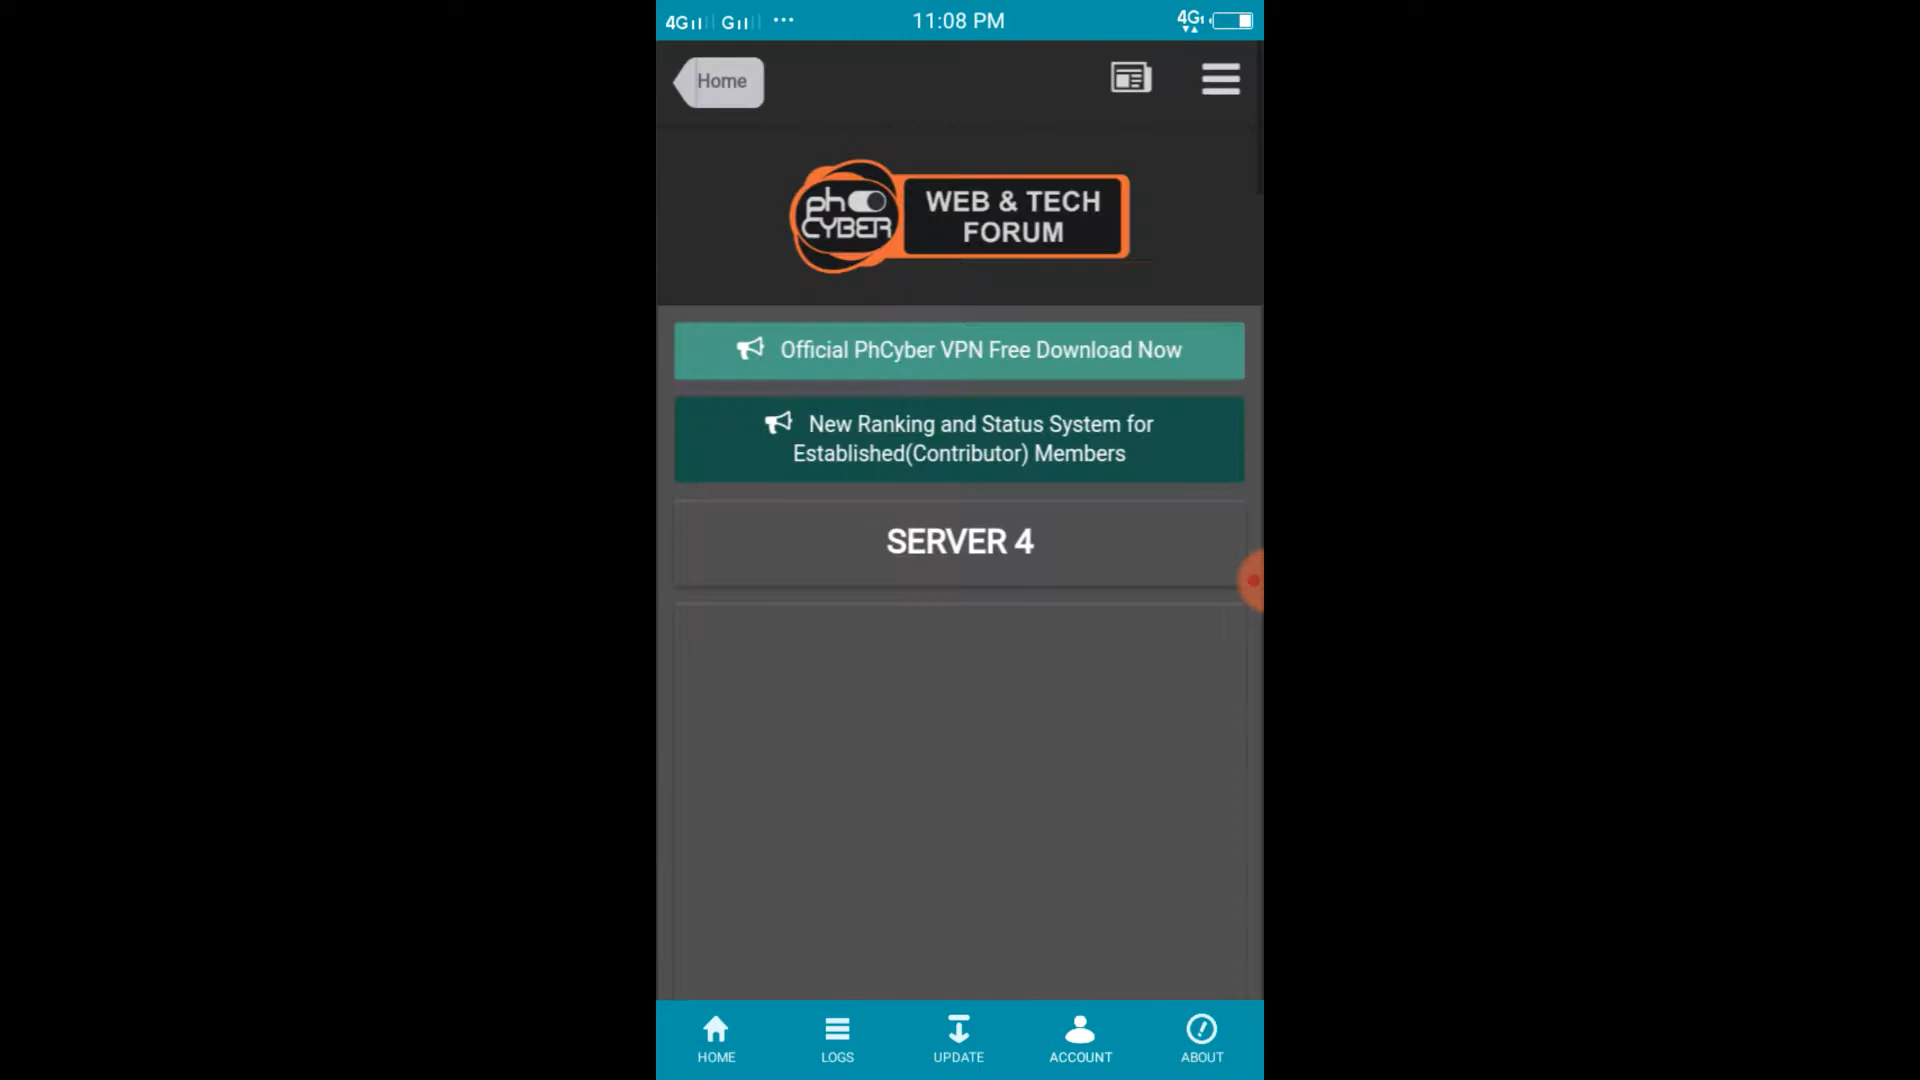 4G G ... 11:08 PM 4G
Home
ph
CYBER
WEB & TECH
FORUM
Official PhCyber VPN Free Download Now
New Ranking and Status System for
Established(Contributor) Members
SERVER 4
HOME LOGS UPDATE ACCOUNT ABOUT